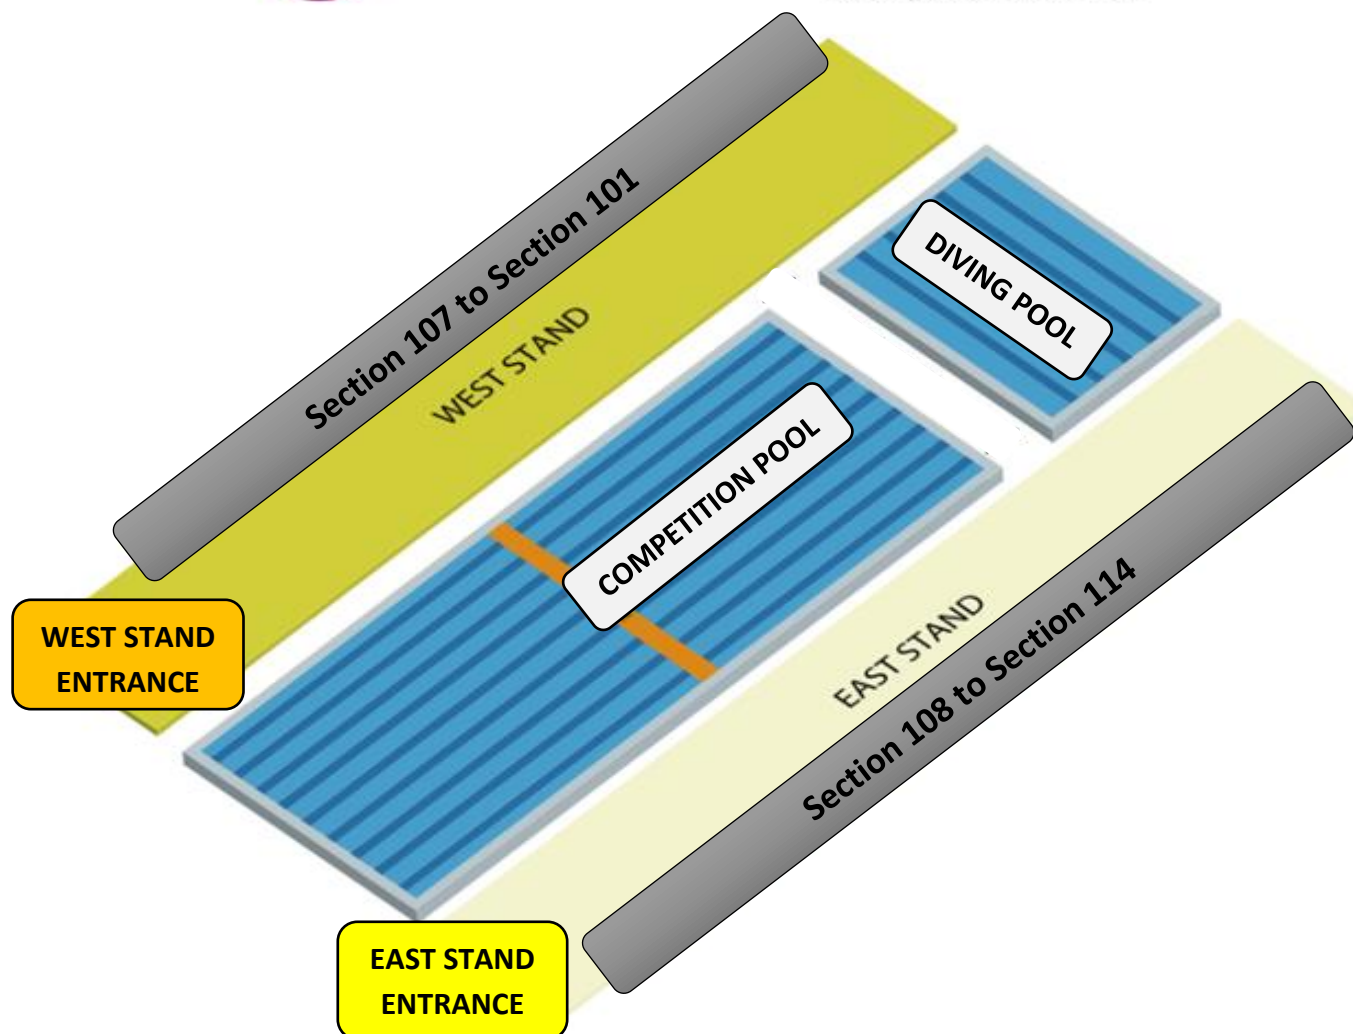 Section 107 to Section 101
WEST STAND
DIVING POOL
COMPETITION POOL
WEST STAND
ENTRANCE
EAST STAND
Section 108 to Section 114
EAST STAND
ENTRANCE